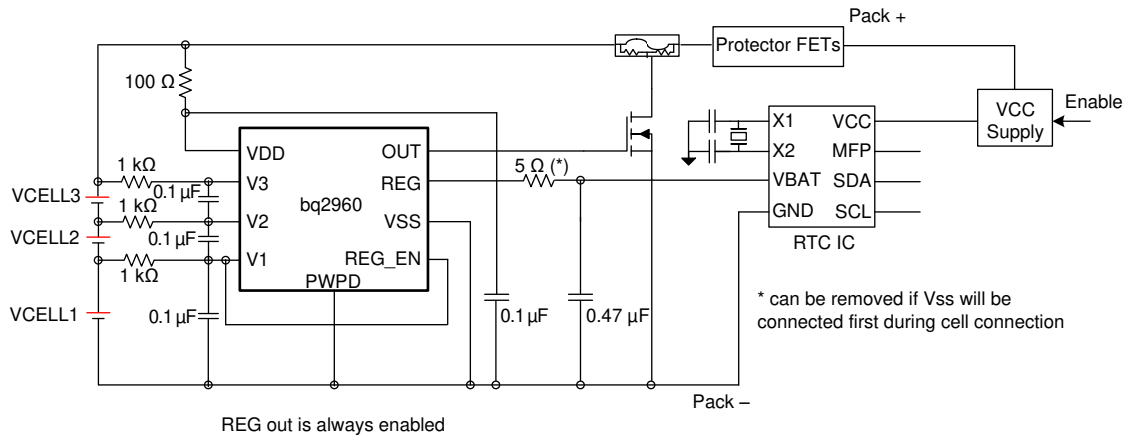 Pack +
Protector FETs
100 Ω
VCC
Supply
Enable
X1
VCC
X2
MFP
VBAT
SDA
GND
SCL
RTC IC
VDD
OUT
V3
REG
bq2960
V2
VSS
V1
REG_EN
PWPD
5 Ω (*)
1 kΩ
0.1 µF
VCELL3
1 kΩ
VCELL2
0.1 µF
1 kΩ
VCELL1
0.1 µF
0.1 µF
0.47 µF
* can be removed if Vss will be
connected first during cell connection
Pack –
REG out is always enabled